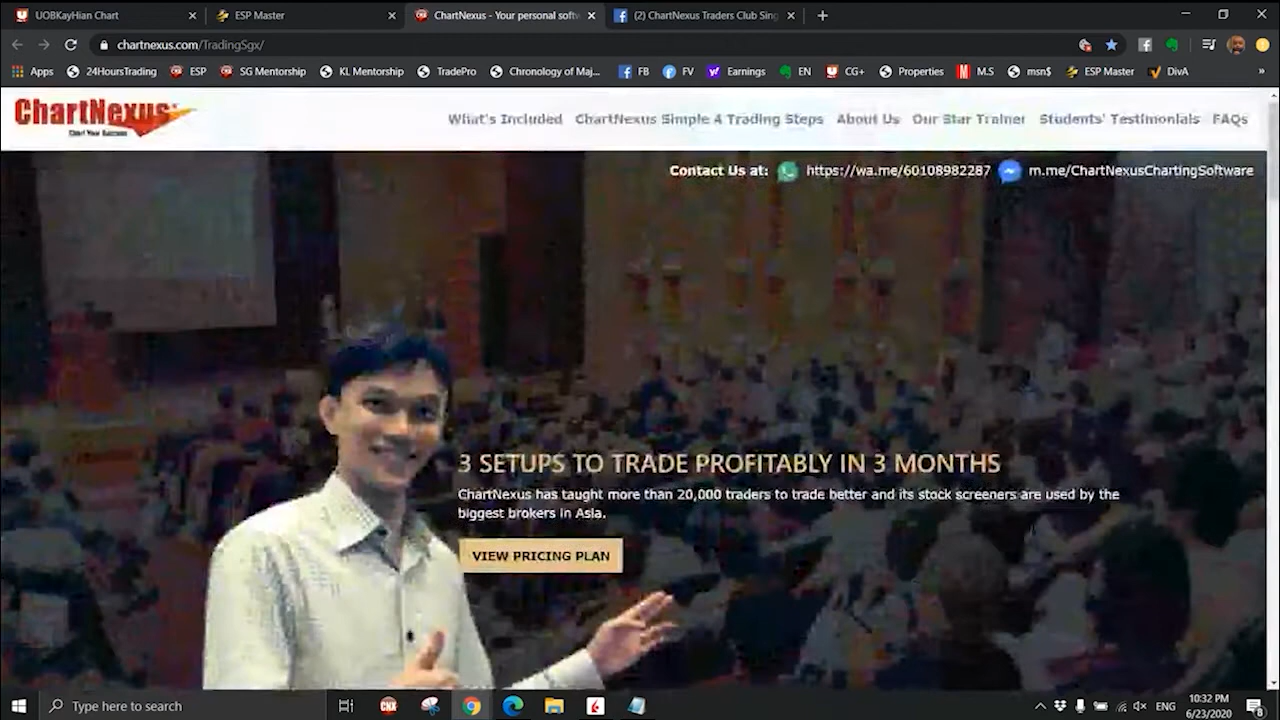 UOBKayHian Chart
ESP Master
ChartNexus - Your personal softw
(2) ChartNexus Traders Club Sing
chartnexus.com/TradingSgx/
Apps 24HoursTrading ESP SG Mentorship KL Mentorship TradePro Chronology of Maj... FB FV Earnings EN CG+ Properties M.S msn$ ESP Master DivA »
ChartNexus
Chart Your Success
What's Included ChartNexus Simple 4 Trading Steps About Us Our Star Trainer Students' Testimonials FAQs
Contact Us at: https://wa.me/60108982287 m.me/ChartNexusChartingSoftware
3 SETUPS TO TRADE PROFITABLY IN 3 MONTHS
ChartNexus has taught more than 20,000 traders to trade better and its stock screeners are used by the
biggest brokers in Asia.
VIEW PRICING PLAN
Type here to search
CNX
ENG
10:32 PM
6/23/2020